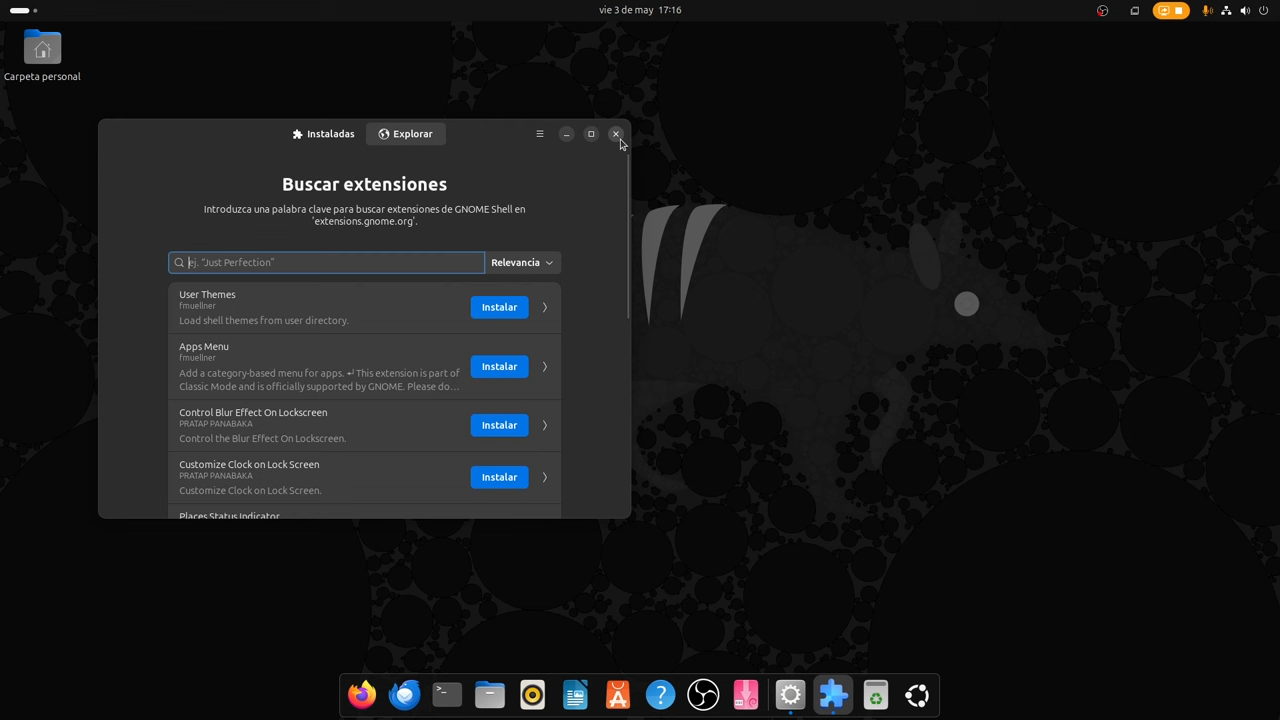 vie 3 de may 17:16
Carpeta personal
Instaladas
Explorar
Buscar extensiones
Introduzca una palabra clave para buscar extensiones de GNOME Shell en
'extensions.gnome.org'.
ej. "Just Perfection"
Relevancia
User Themes
fmuellner
Load shell themes from user directory.
Instalar
Apps Menu
fmuellner
Add a category-based menu for apps. ↵ This extension is part of
Classic Mode and is officially supported by GNOME. Please do…
Instalar
Control Blur Effect On Lockscreen
PRATAP PANABAKA
Control the Blur Effect On Lockscreen.
Instalar
Customize Clock on Lock Screen
PRATAP PANABAKA
Customize Clock on Lock Screen.
Instalar
Places Status Indicator